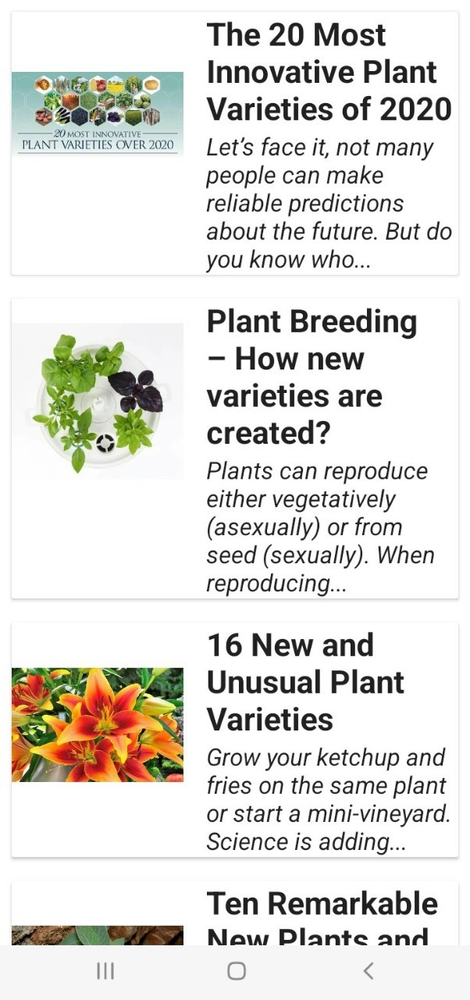 The 20 Most
Innovative Plant
Varieties of 2020
20 MOST INNOVATIVE
PLANT VARIETIES OVER 2020
Let’s face it, not many
people can make
reliable predictions
about the future. But do
you know who...
Plant Breeding
– How new
varieties are
created?
Plants can reproduce
either vegetatively
(asexually) or from
seed (sexually). When
reproducing...
16 New and
Unusual Plant
Varieties
Grow your ketchup and
fries on the same plant
or start a mini-vineyard.
Science is adding...
Ten Remarkable
New Plants and